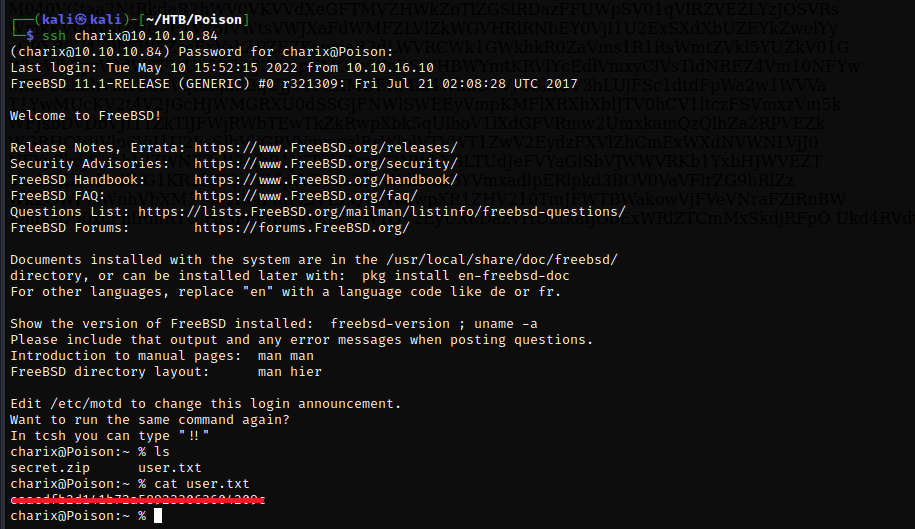 ┌──(kali㉿kali)-[~/HTB/Poison]
└─$ ssh charix@10.10.10.84
(charix@10.10.10.84) Password for charix@Poison:
Last login: Tue May 10 15:52:15 2022 from 10.10.16.10
FreeBSD 11.1-RELEASE (GENERIC) #0 r321309: Fri Jul 21 02:08:28 UTC 2017
Welcome to FreeBSD!
Release Notes, Errata: https://www.FreeBSD.org/releases/
Security Advisories:   https://www.FreeBSD.org/security/
FreeBSD Handbook:      https://www.FreeBSD.org/handbook/
FreeBSD FAQ:           https://www.FreeBSD.org/faq/
Questions List: https://lists.FreeBSD.org/mailman/listinfo/freebsd-questions/
FreeBSD Forums:        https://forums.FreeBSD.org/
Documents installed with the system are in the /usr/local/share/doc/freebsd/
directory, or can be installed later with:  pkg install en-freebsd-doc
For other languages, replace "en" with a language code like de or fr.
Show the version of FreeBSD installed:  freebsd-version ; uname -a
Please include that output and any error messages when posting questions.
Introduction to manual pages:  man man
FreeBSD directory layout:      man hier
Edit /etc/motd to change this login announcement.
Want to run the same command again?
In tcsh you can type "!!"
charix@Poison:~ % ls
secret.zip      user.txt
charix@Poison:~ % cat user.txt
charix@Poison:~ %